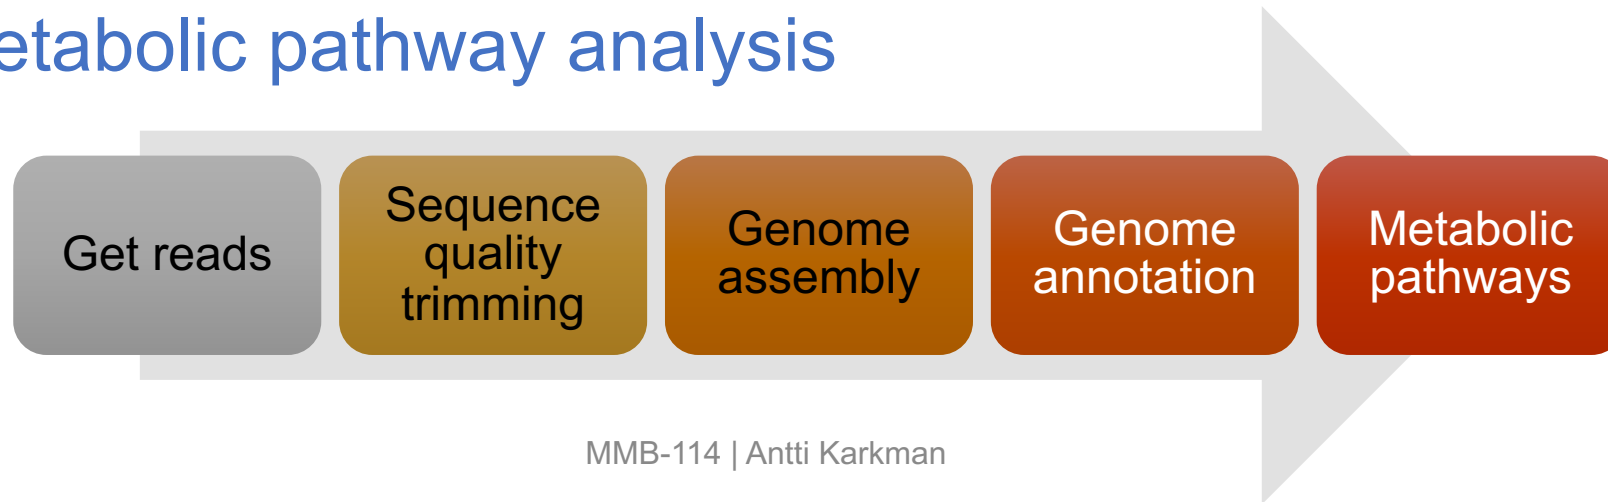 etabolic pathway analysis
Get reads
Sequence
quality
trimming
Genome
assembly
Genome
annotation
Metabolic
pathways
MMB-114 | Antti Karkman